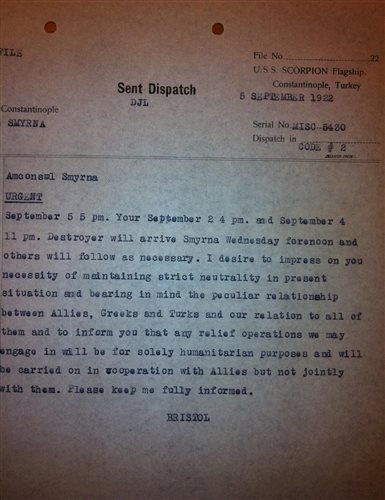 FILE
File No. 22
U.S.S. SCORPION Flagship.
Constantinople, Turkey
Sent Dispatch
DJL
5 SEPTEMBER 1922
Constantinople
SMYRNA
Serial No. MISC 5430
Dispatch in
CODE # 2
Amconsul Smyrna
URGENT
September 5 5 pm. Your September 2 4 pm. and September 4
11 pm. Destroyer will arrive Smyrna Wednesday forenoon and
others will follow as necessary. I desire to impress on you
necessity of maintaining strict neutrality in present
situation and bearing in mind the peculiar relationship
between Allies, Greeks and Turks and our relation to all of
them and to inform you that any relief operations we may
engage in will be for solely humanitarian purposes and will
be carried on in cooperation with Allies but not jointly
with them. Please keep me fully informed.
BRISTOL